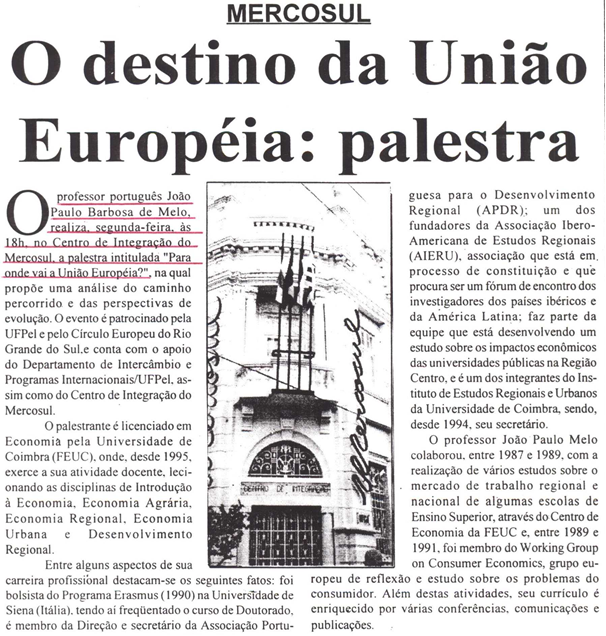 MERCOSUL
O destino da União
Européia: palestra
O professor português João
Paulo Barbosa de Melo,
realiza, segunda-feira, às
18h, no Centro de Integração do
Mercosul, a palestra intitulada "Para
onde vai a União Européia?", na qual
propõe uma análise do caminho
percorrido e das perspectivas de
evolução. O evento é patrocinado pela
UFPel e pelo Círculo Europeu do Rio
Grande do Sul,e conta com o apoio
do Departamento de Intercâmbio e
Programas Internacionais/UFPel, as-
sim como do Centro de Integração do
Mercosul.
O palestrante é licenciado em
Economia pela Universidade de
Coimbra (FEUC), onde, desde 1995,
exerce a sua atividade docente, leci-
onando as disciplinas de Introdução
à Economia, Economia Agrária,
Economia Regional, Economia
Urbana e Desenvolvimento
Regional.
Entre alguns aspectos de sua
carreira profissional destacam-se os seguintes fatos: foi
bolsista do Programa Erasmus (1990) na Universidade de
Siena (Itália), tendo aí freqüentado o curso de Doutorado,
é membro da Direção e secretário da Associação Portu-
Mercosul
CENTRO DE INTEGRAÇÃO
guesa para o Desenvolvimento
Regional (APDR); um dos
fundadores da Associação Ibero-
Americana de Estudos Regionais
(AIERU), associação que está em
processo de constituição e que
procura ser um fórum de encontro dos
investigadores dos países ibéricos e
da América Latina; faz parte da
equipe que está desenvolvendo um
estudo sobre os impactos econômicos
das universidades públicas na Região
Centro, e é um dos integrantes do Ins-
tituto de Estudos Regionais e Urbanos
da Universidade de Coimbra, sendo,
desde 1994, seu secretário.
O professor João Paulo Melo
colaborou, entre 1987 e 1989, com a
realização de vários estudos sobre o
mercado de trabalho regional e
nacional de algumas escolas de
Ensino Superior, através do Centro de
Economia da FEUC e, entre 1989 e
1991, foi membro do Working Group
on Consumer Economics, grupo eu-
ropeu de reflexão e estudo sobre os problemas do
consumidor. Além destas atividades, seu currículo é
enriquecido por várias conferências, comunicações e
publicações.